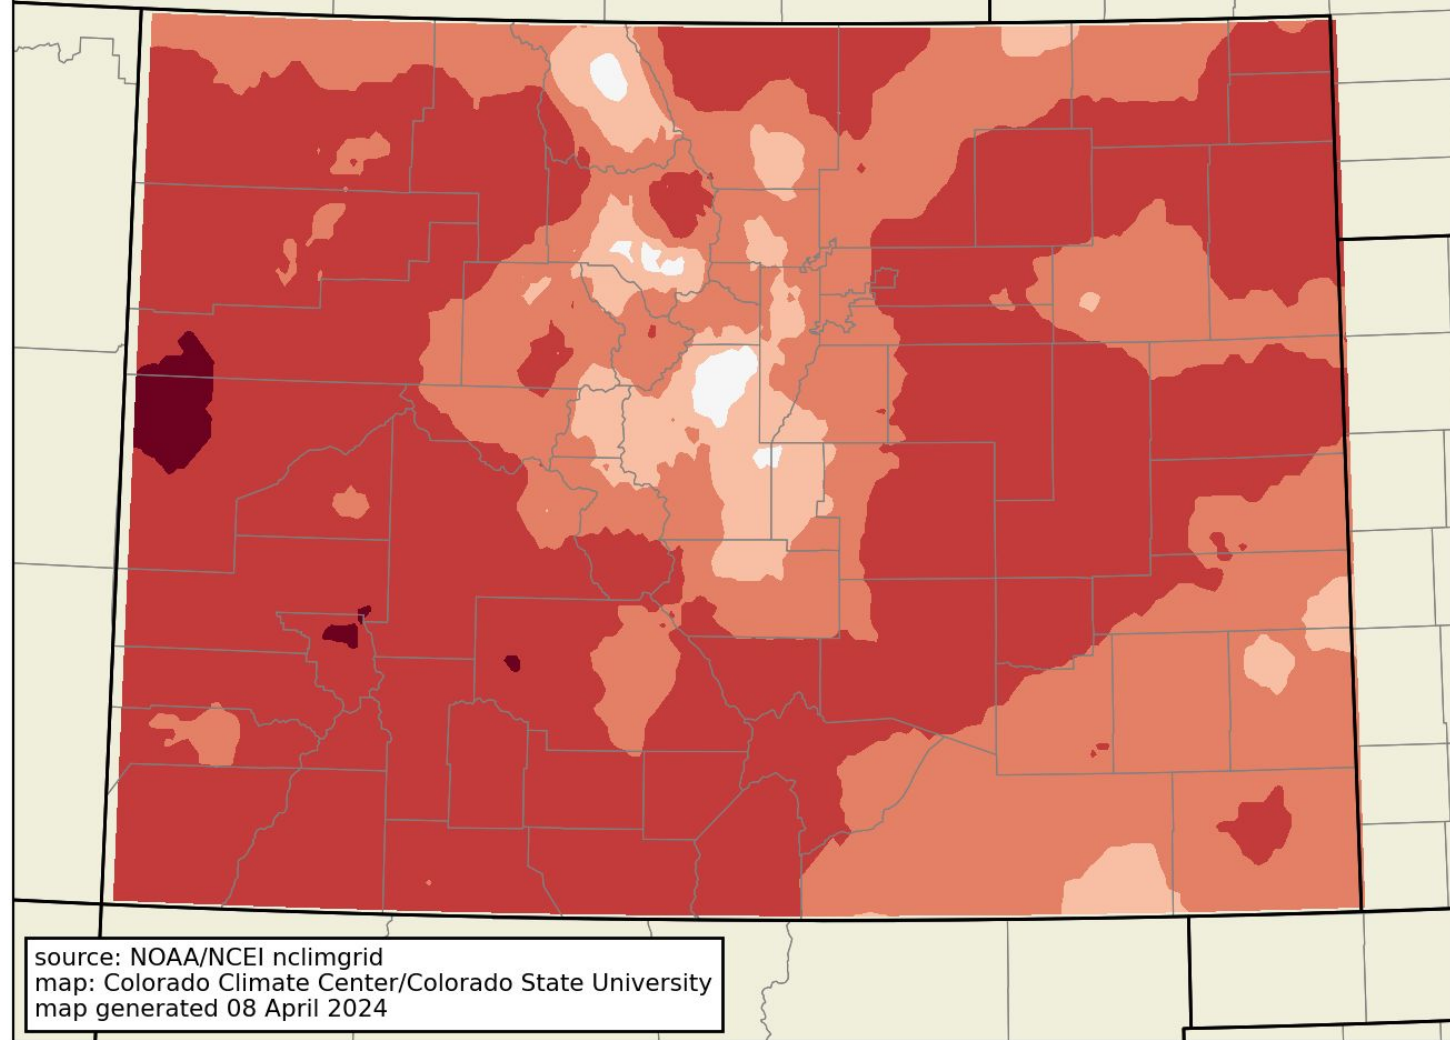 source: NOAA/NCEI nclimgrid
map: Colorado Climate Center/Colorado State University
map generated 08 April 2024